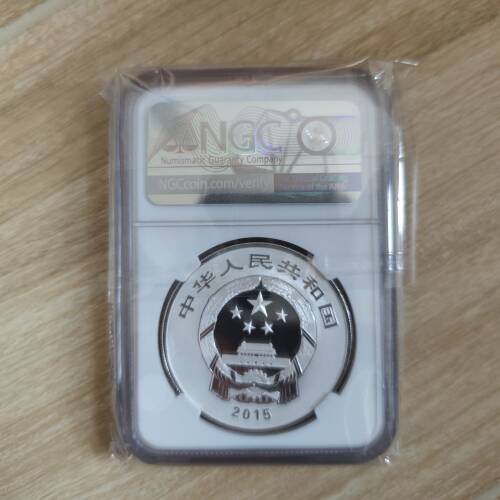 NGC
Numismatic Guaranty Company
NGCcoin.com/verify
中华人民共和国
2015